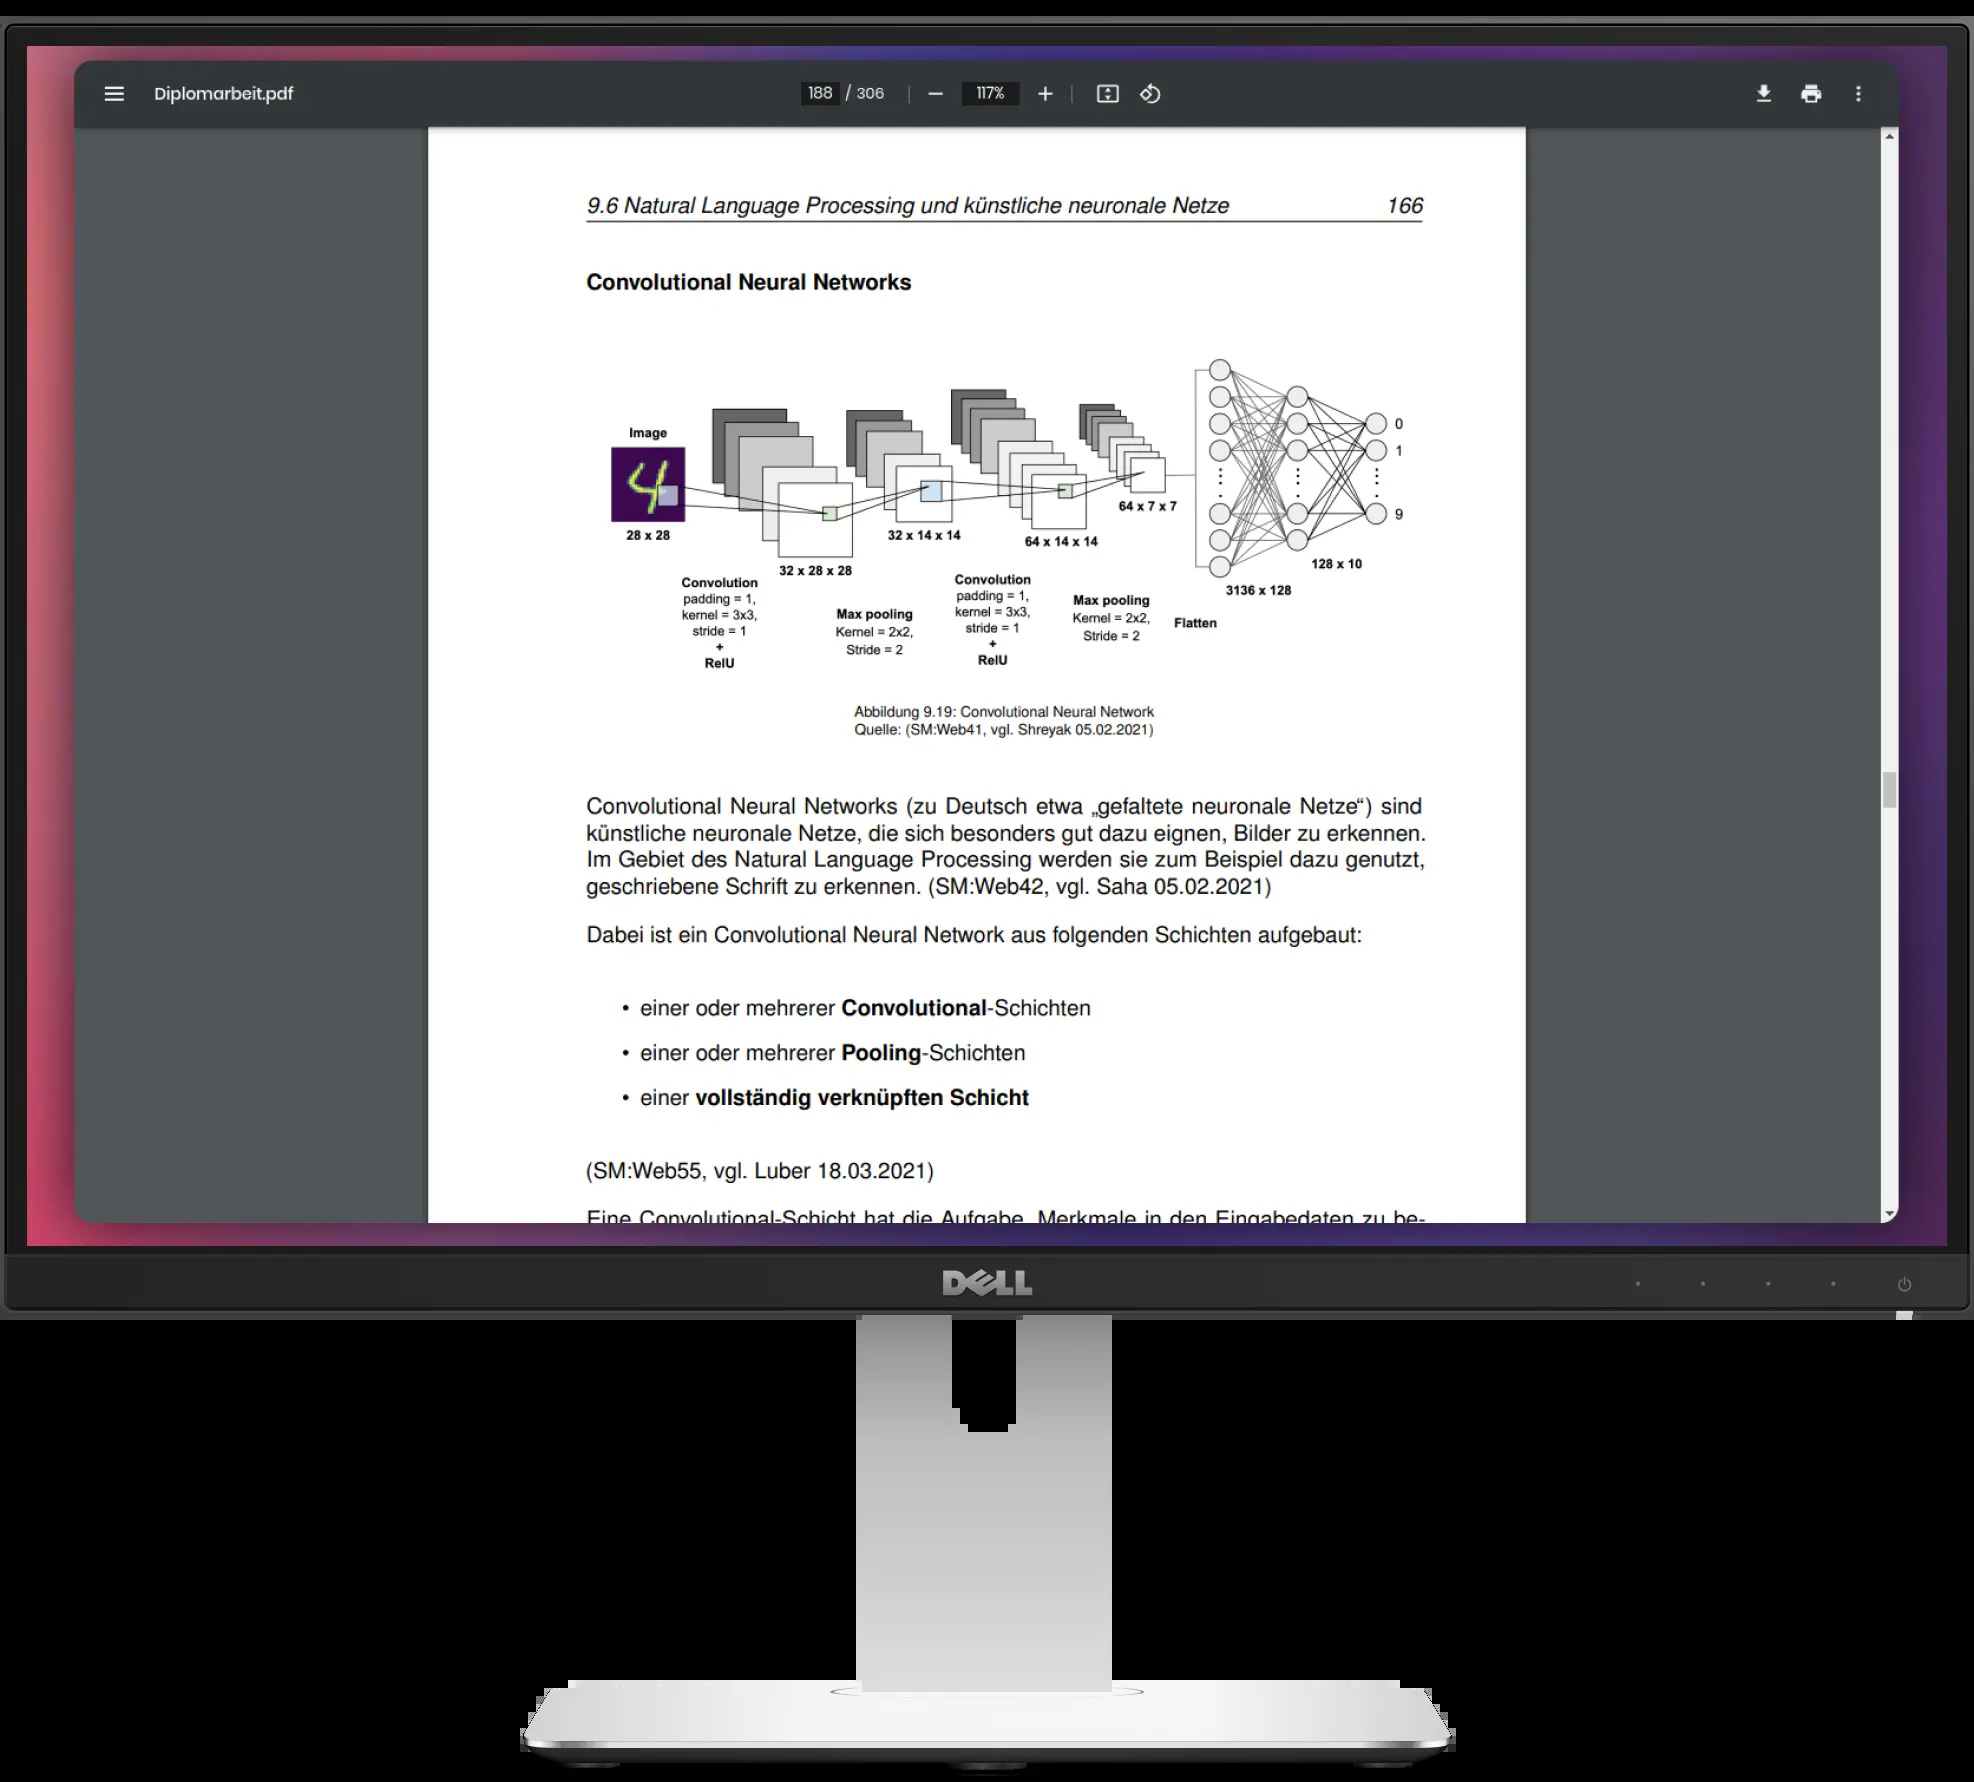 Diplomarbeit.pdf
188 / 306
117%
9.6 Natural Language Processing und künstliche neuronale Netze 166
Convolutional Neural Networks
Image
28 x 28
32 x 28 x 28
32 x 14 x 14
64 x 14 x 14
64 x 7 x 7
0
1
9
128 x 10
3136 x 128
Convolution
padding = 1,
kernel = 3x3,
stride = 1
+
RelU
Max pooling
Kernel = 2x2,
Stride = 2
Convolution
padding = 1,
kernel = 3x3,
stride = 1
+
RelU
Max pooling
Kernel = 2x2,
Stride = 2
Flatten
Abbildung 9.19: Convolutional Neural Network
Quelle: (SM:Web41, vgl. Shreyak 05.02.2021)
Convolutional Neural Networks (zu Deutsch etwa „gefaltete neuronale Netze“) sind
künstliche neuronale Netze, die sich besonders gut dazu eignen, Bilder zu erkennen.
Im Gebiet des Natural Language Processing werden sie zum Beispiel dazu genutzt,
geschriebene Schrift zu erkennen. (SM:Web42, vgl. Saha 05.02.2021)
Dabei ist ein Convolutional Neural Network aus folgenden Schichten aufgebaut:
• einer oder mehrerer Convolutional-Schichten
• einer oder mehrerer Pooling-Schichten
• einer vollständig verknüpften Schicht
(SM:Web55, vgl. Luber 18.03.2021)
Eine Convolutional-Schicht hat die Aufgabe, Merkmale in den Eingabedaten zu be-
DELL